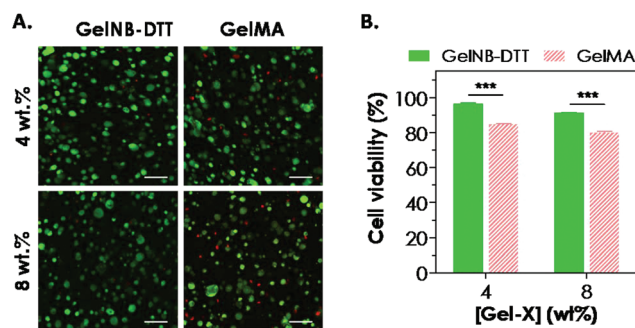 A.
GelNB-DTT GelMA
4 wt.%
8 wt.%
B.
GelNB-DTT GelMA
***
***
100
80
60
40
20
0
Cell viability (%)
4 8
[Gel-X] (wt%)